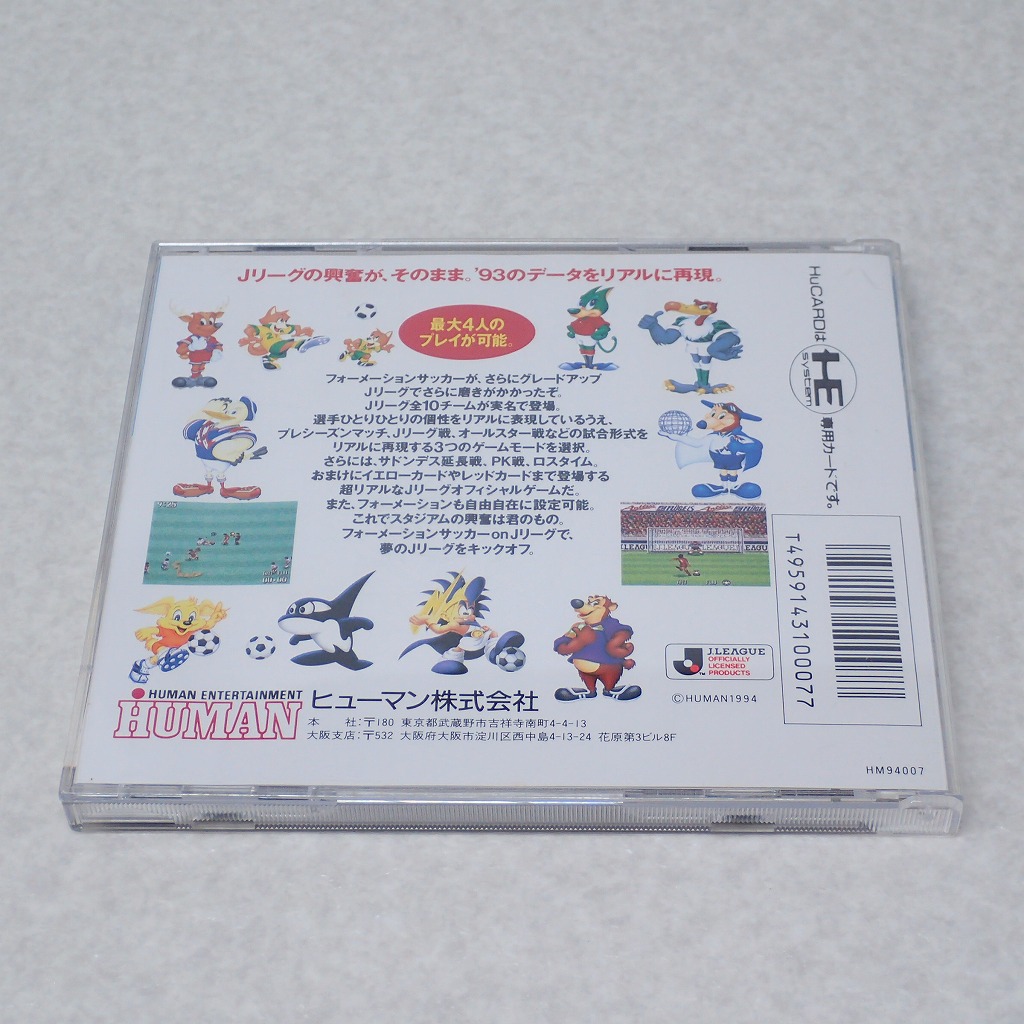 Jリーグの興奮が、そのまま。'93のデータをリアルに再現。
最大4人の
プレイが可能。
フォーメーションサッカーが、さらにグレードアップ
Jリーグでさらに磨きがかかったぞ。
Jリーグ全10チームが実名で登場。
選手ひとりひとりの個性をリアルに表現しているうえ、
プレシーズンマッチ、Jリーグ戦、オールスター戦などの試合形式を
リアルに再現する3つのゲームモードを選択。
さらには、サドンデス延長戦、PK戦、ロスタイム。
おまけにイエローカードやレッドカードまで登場する
超リアルなJリーグオフィシャルゲームだ。
また、フォーメーションも自由自在に設定可能。
これでスタジアムの興奮は君のもの。
フォーメーションサッカーon Jリーグで、
夢のJリーグをキックオフ。
J.LEAGUE
OFFICIALLY
LICENSED
PRODUCTS
©HUMAN1994
HUMAN ENTERTAINMENT
HUMAN
ヒューマン株式会社
本 社:〒180 東京都武蔵野市吉祥寺南町4-4-13
大阪支店:〒532 大阪府大阪市淀川区西中島4-13-24 花原第3ビル8F
HuCARDは HE system 専用カードです。
T4959143100077
HM94007